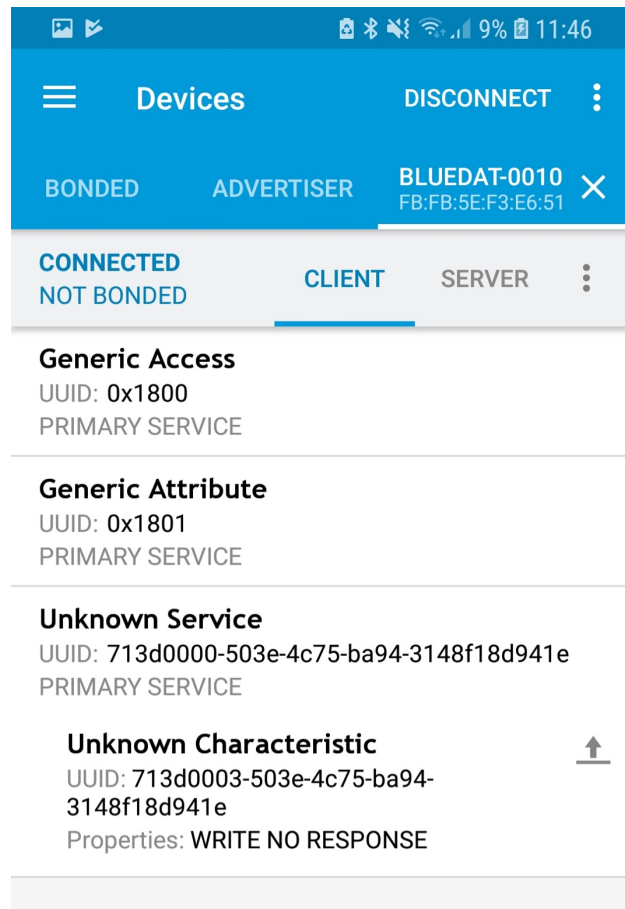 9% 11:46
Devices DISCONNECT
BONDED ADVERTISER BLUEDAT-0010
FB:FB:5E:F3:E6:51
CONNECTED
NOT BONDED
CLIENT SERVER
Generic Access
UUID: 0x1800
PRIMARY SERVICE
Generic Attribute
UUID: 0x1801
PRIMARY SERVICE
Unknown Service
UUID: 713d0000-503e-4c75-ba94-3148f18d941e
PRIMARY SERVICE
Unknown Characteristic
UUID: 713d0003-503e-4c75-ba94-
3148f18d941e
Properties: WRITE NO RESPONSE